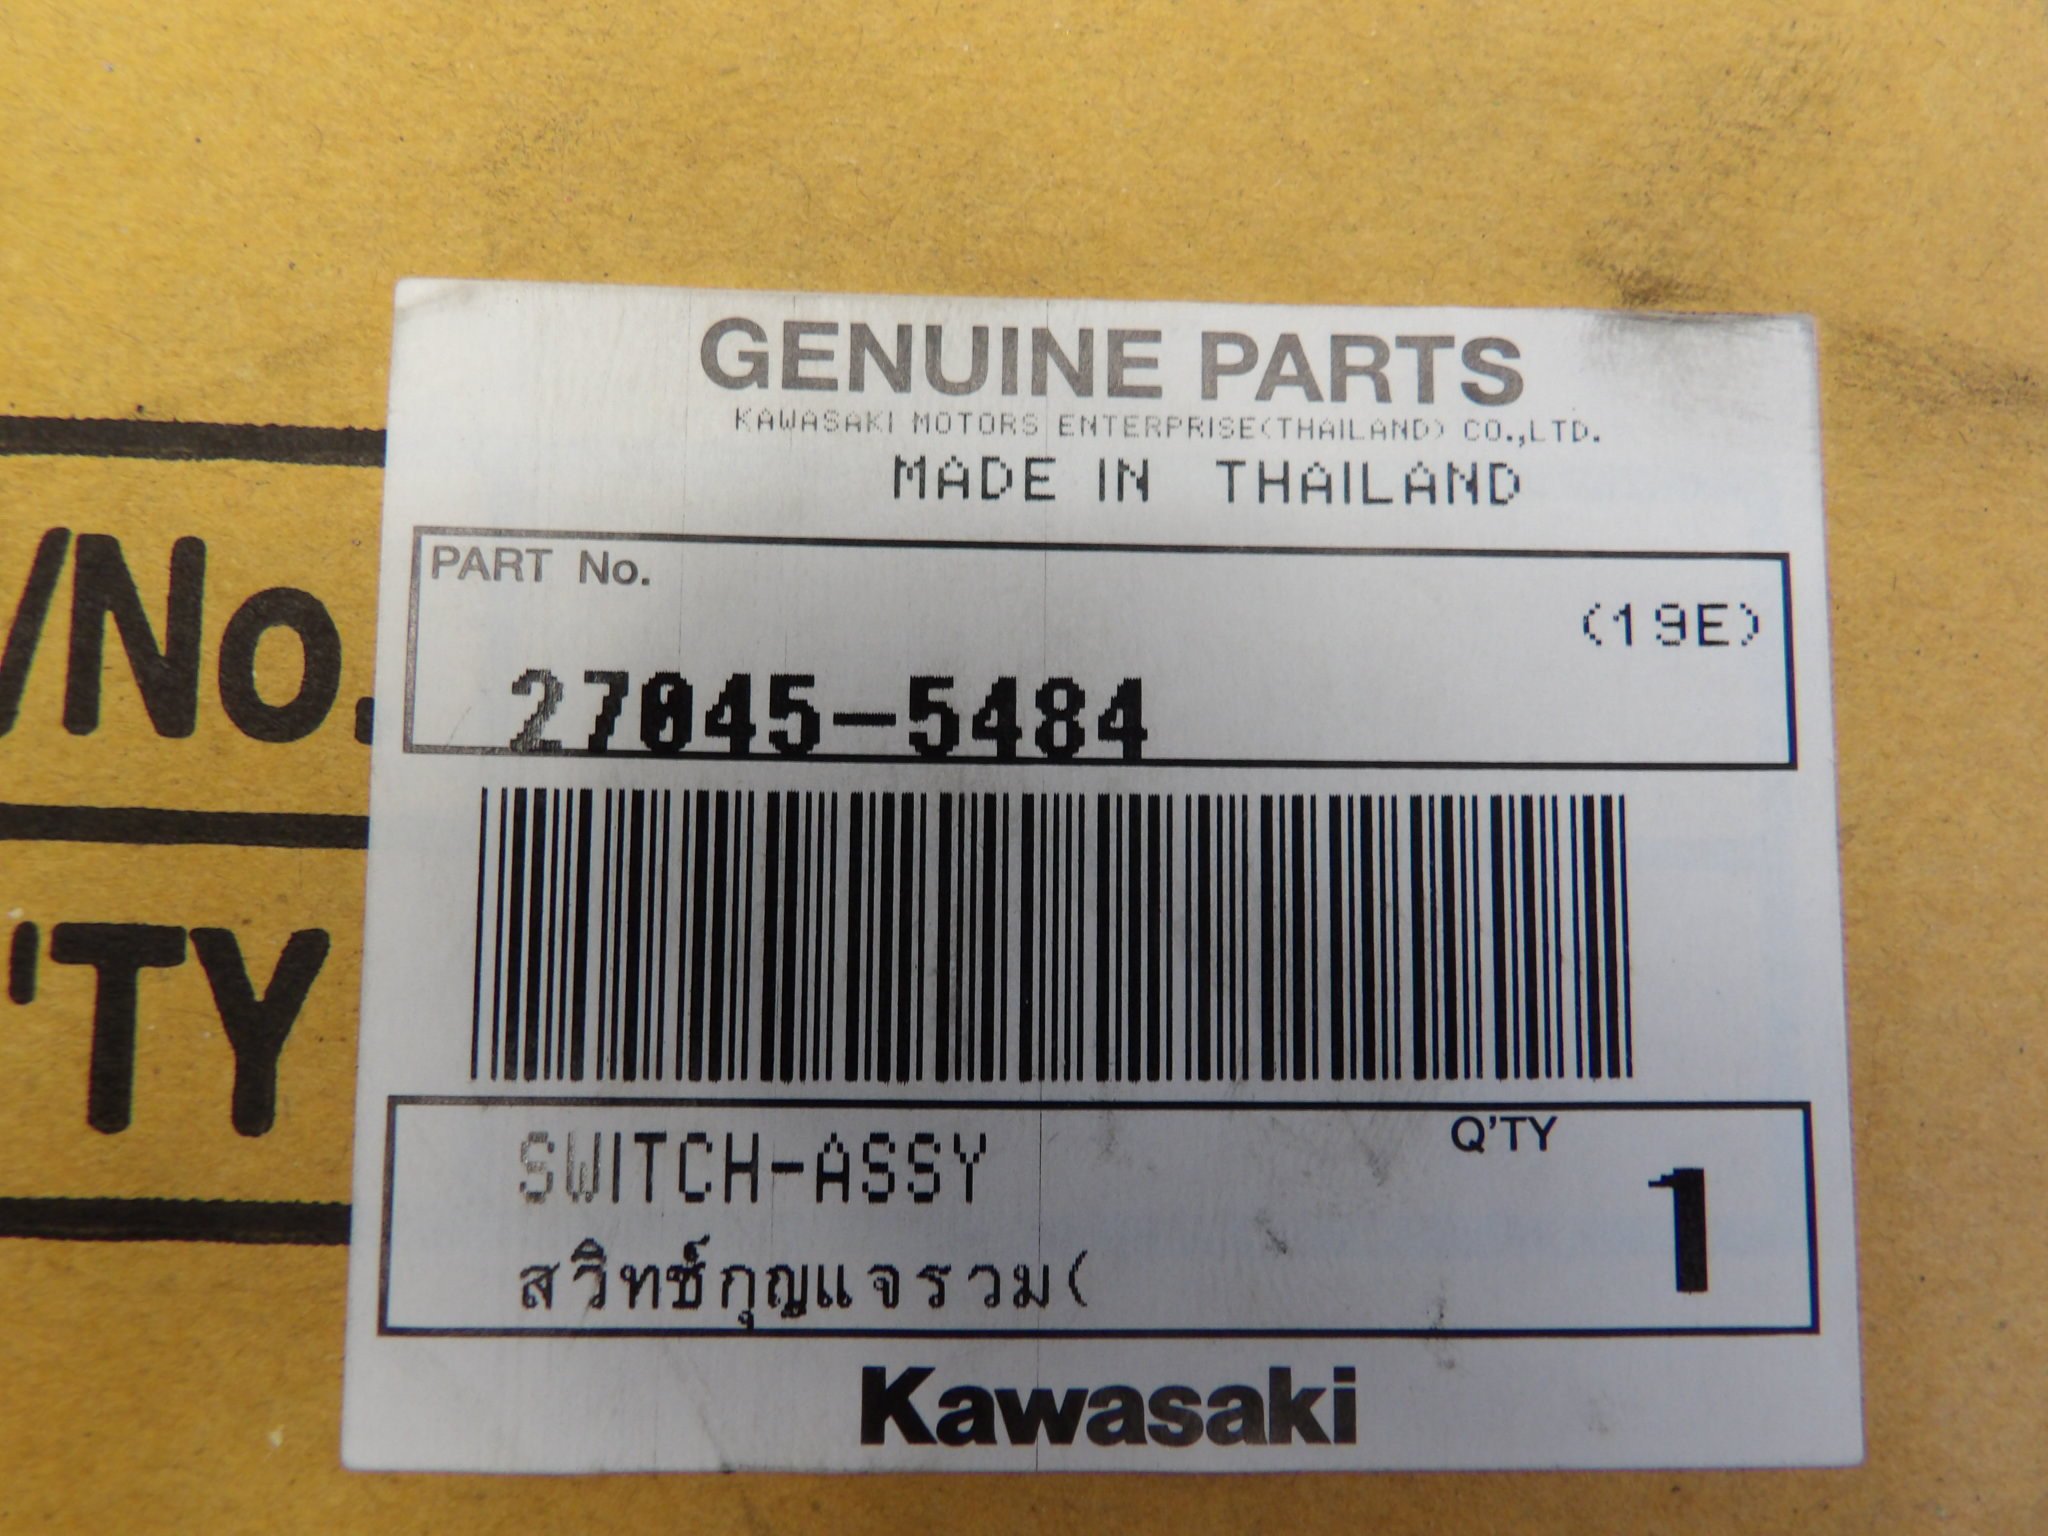 GENUINE PARTS
KAWASAKI MOTORS ENTERPRISE(THAILAND) CO.,LTD.
MADE IN THAILAND
/No.
PART No.
(19E)
27045-5484
'TY
SWITCH-ASSY
Q'TY
1
สวิทช์กุญแจรวม(
Kawasaki